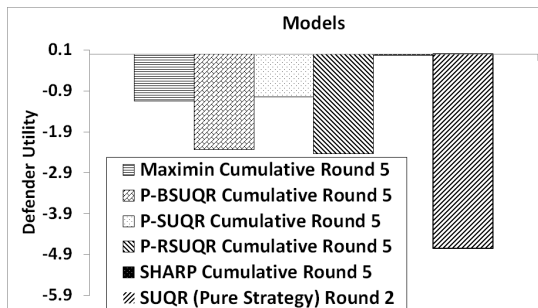 Models
Defender Utility
0.1
-0.9
-1.9
-2.9
-3.9
-4.9
-5.9
Maximin Cumulative Round 5
P-BSUQR Cumulative Round 5
P-SUQR Cumulative Round 5
P-RSUQR Cumulative Round 5
SHARP Cumulative Round 5
SUQR (Pure Strategy) Round 2